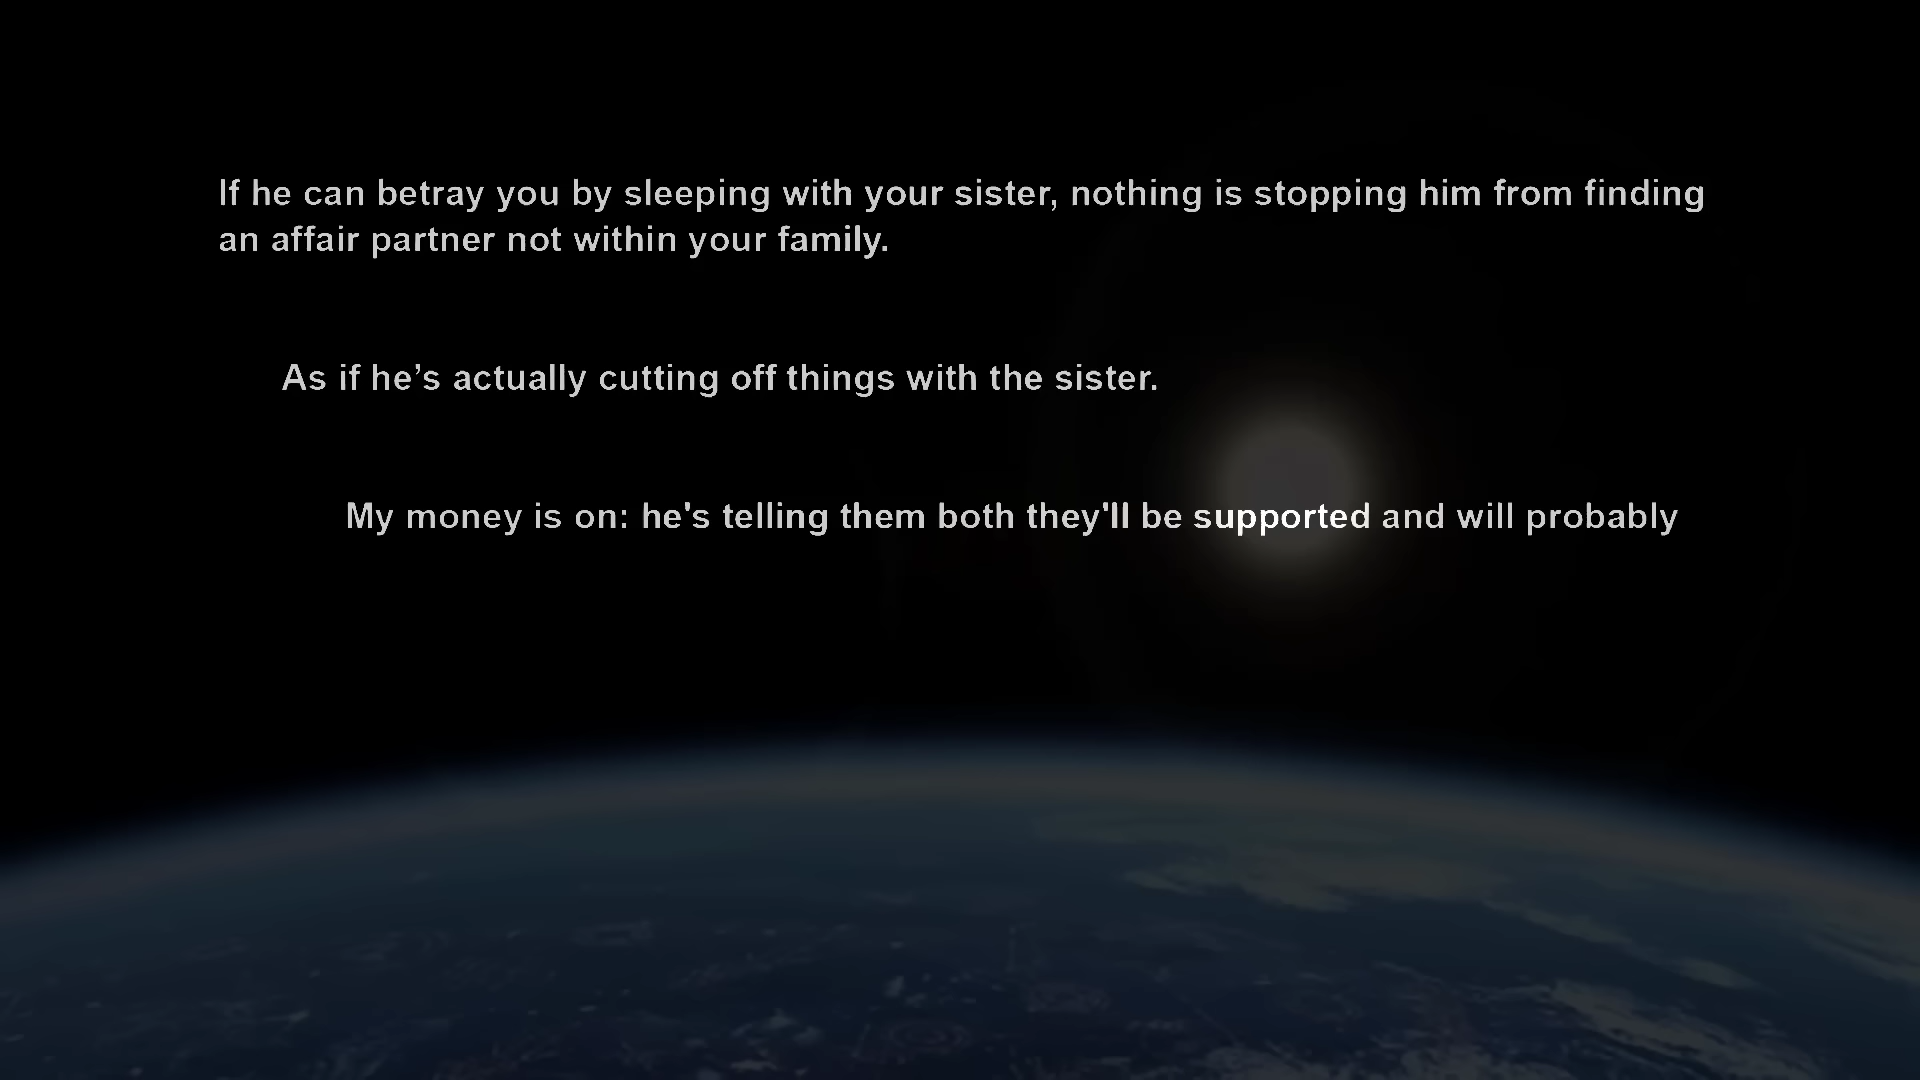 If he can betray you by sleeping with your sister, nothing is stopping him from finding
an affair partner not within your family.
As if he’s actually cutting off things with the sister.
My money is on: he's telling them both they'll be supported and will probably